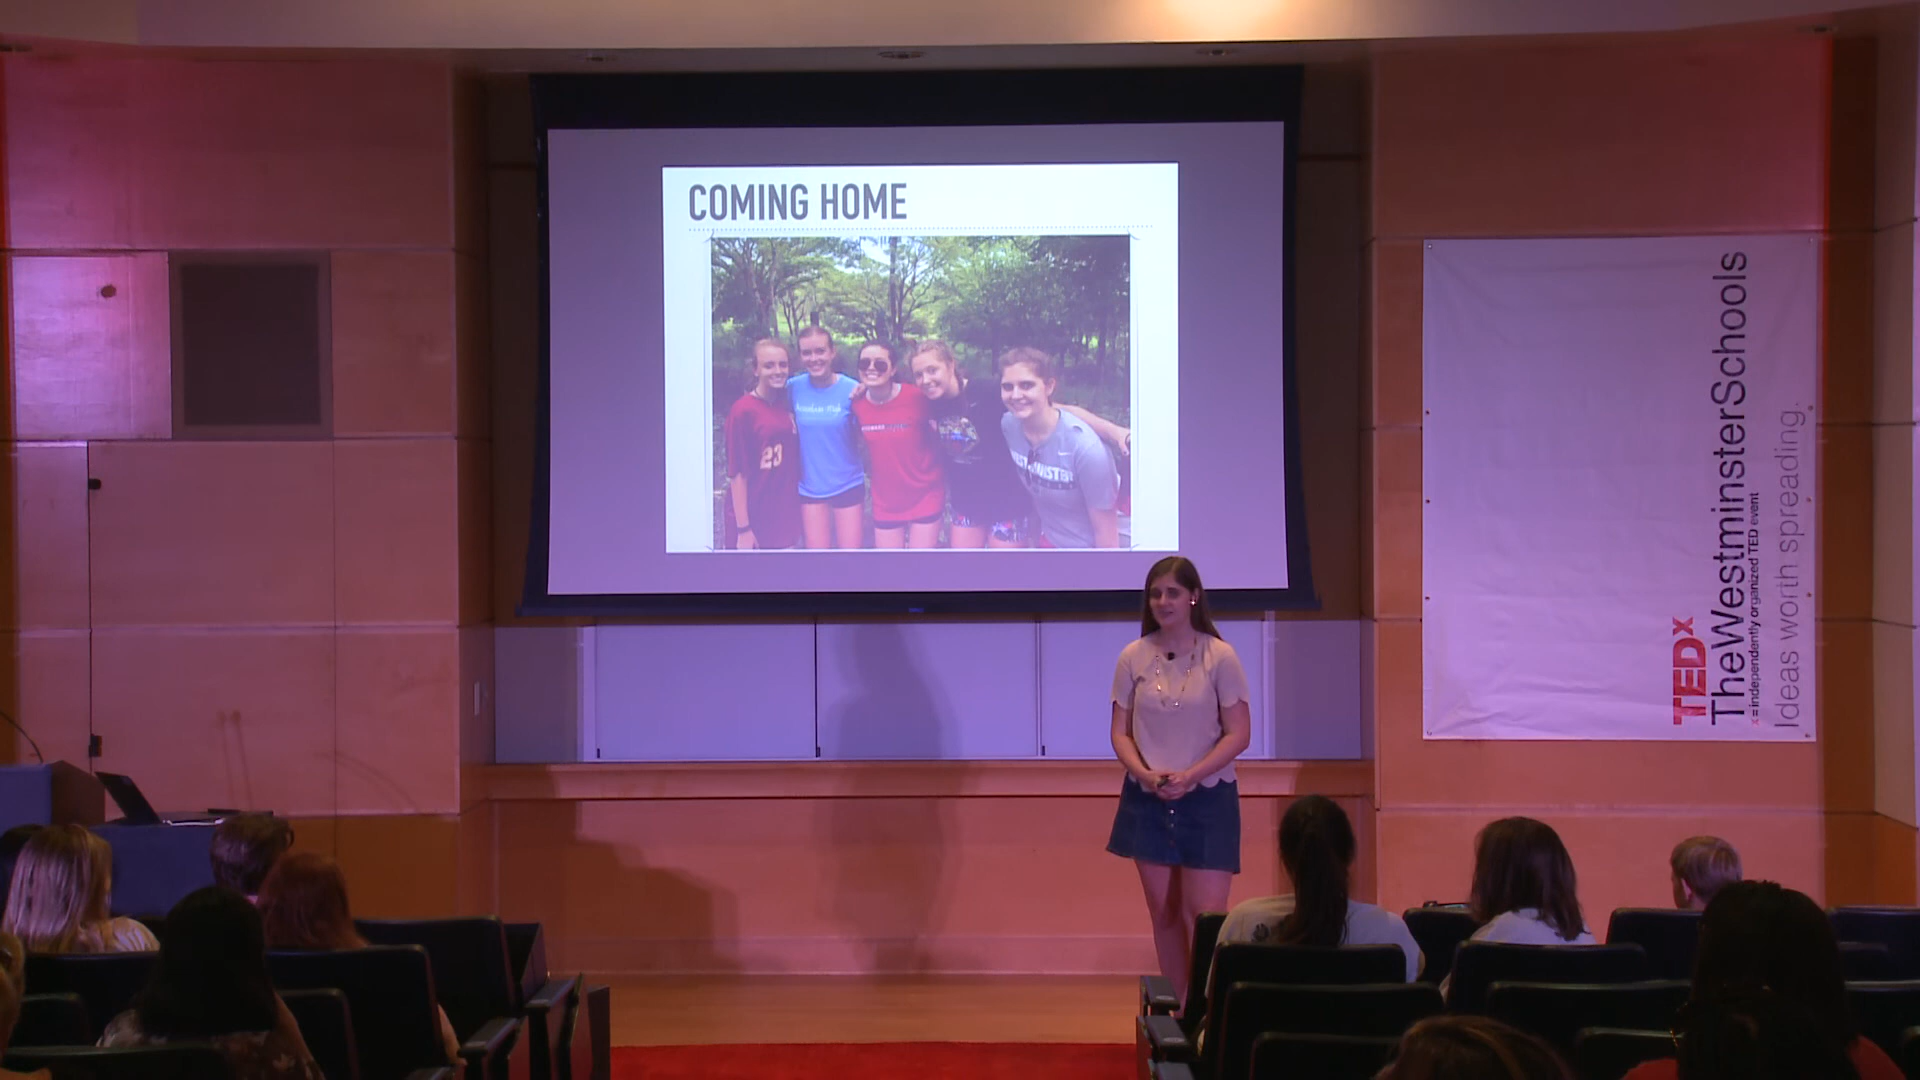 COMING HOME
23
TEDx
TheWestminsterSchools
x = independently organized TED event
Ideas worth spreading.